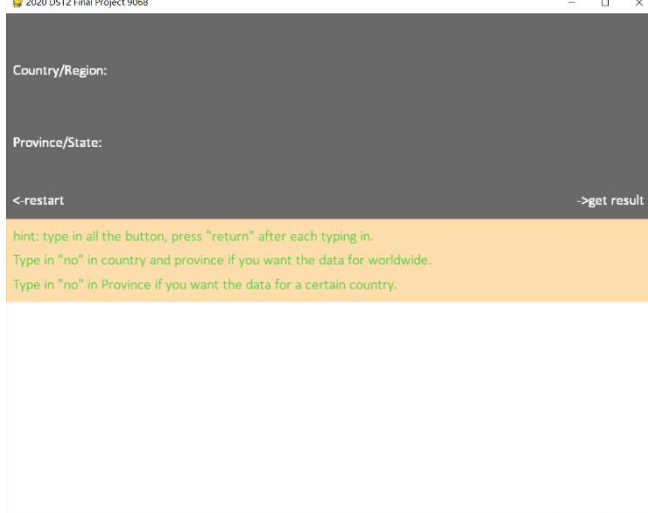 2020 DST2 Final Project 9068
Country/Region:
Province/State:
<-restart
->get result
hint: type in all the button, press "return" after each typing in.
Type in "no" in country and province if you want the data for worldwide.
Type in "no" in Province if you want the data for a certain country.